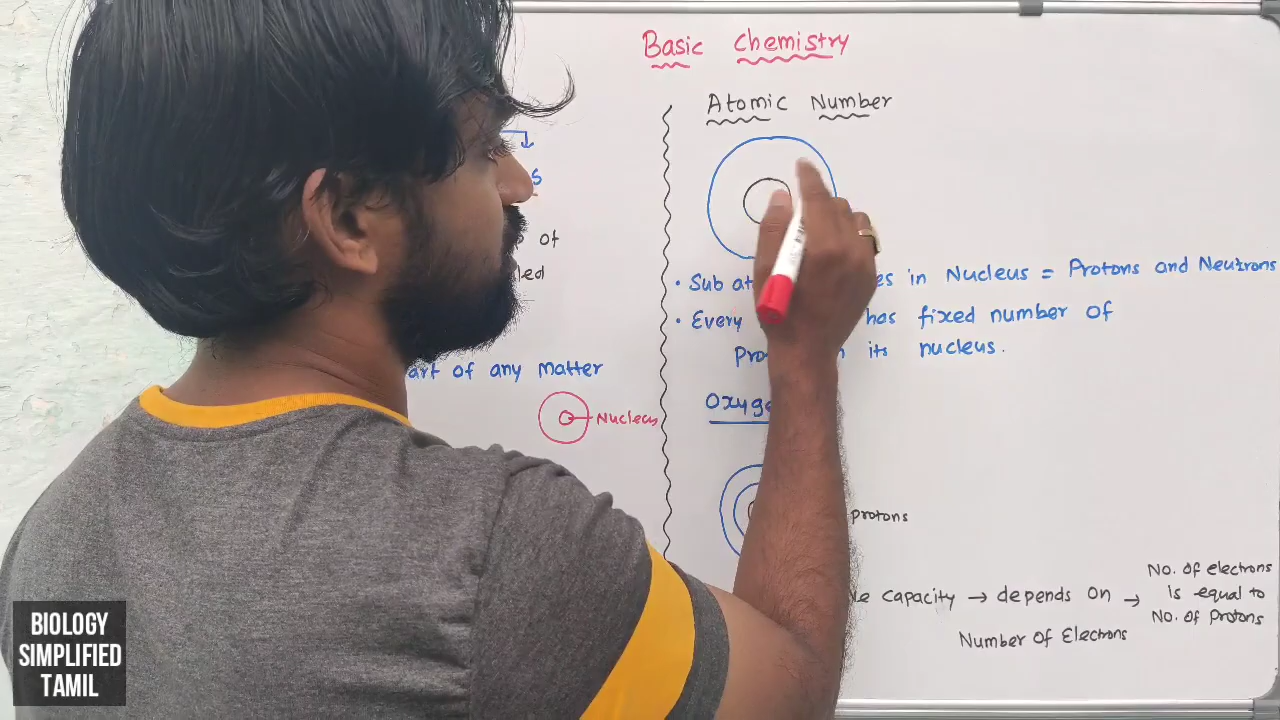 Basic Chemistry
of
led
art of any matter
Nucleus
Atomic Number
• Sub at es in Nucleus = Protons and Neutrons
• Every has fixed number of
Pro its nucleus.
Oxyge
protons
capacity → depends on →
Number of Electrons
No. of electrons
is equal to
No. of Protons
BIOLOGY
SIMPLIFIED
TAMIL